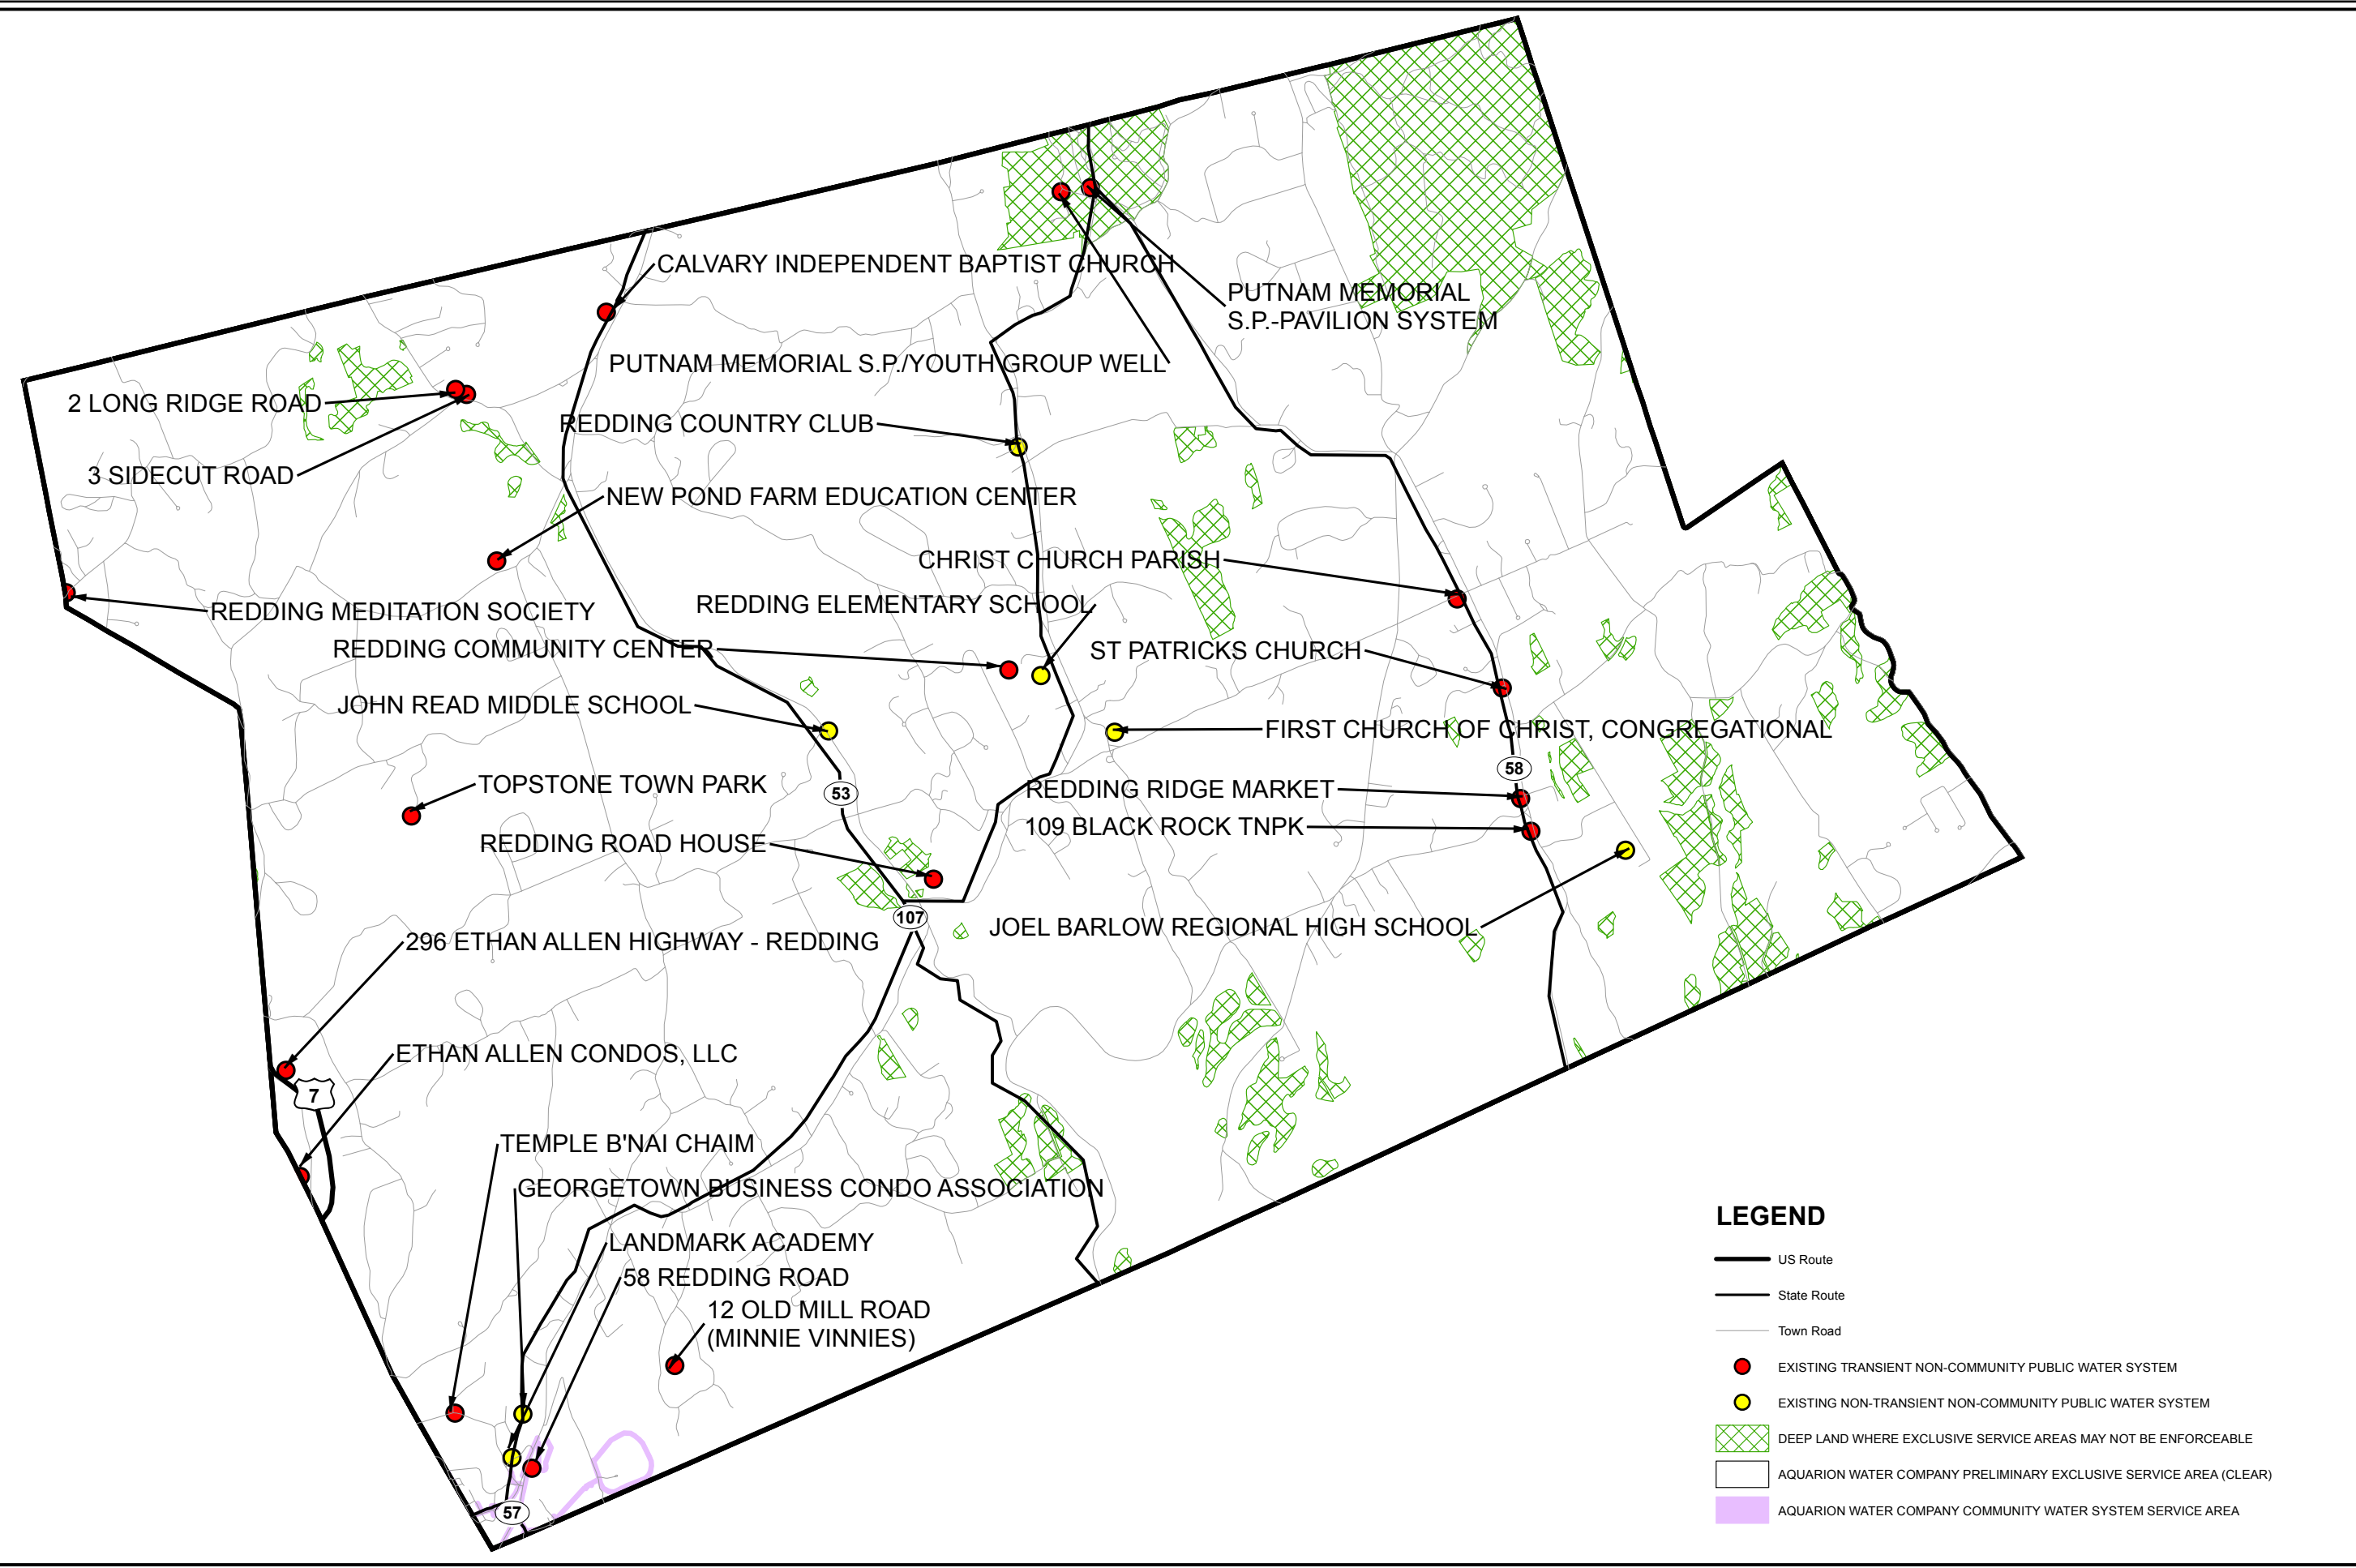 CALVARY INDEPENDENT BAPTIST CHURCH
PUTNAM MEMORIAL
S.P.-PAVILION SYSTEM
PUTNAM MEMORIAL S.P./YOUTH GROUP WELL
2 LONG RIDGE ROAD
REDDING COUNTRY CLUB
3 SIDECUT ROAD
NEW POND FARM EDUCATION CENTER
CHRIST CHURCH PARISH
REDDING MEDITATION SOCIETY
REDDING ELEMENTARY SCHOOL
REDDING COMMUNITY CENTER
ST PATRICKS CHURCH
JOHN READ MIDDLE SCHOOL
FIRST CHURCH OF CHRIST, CONGREGATIONAL
58
TOPSTONE TOWN PARK
53
REDDING RIDGE MARKET
109 BLACK ROCK TNPK
REDDING ROAD HOUSE
107
JOEL BARLOW REGIONAL HIGH SCHOOL
296 ETHAN ALLEN HIGHWAY - REDDING
ETHAN ALLEN CONDOS, LLC
7
TEMPLE B'NAI CHAIM
GEORGETOWN BUSINESS CONDO ASSOCIATION
LANDMARK ACADEMY
58 REDDING ROAD
12 OLD MILL ROAD
(MINNIE VINNIES)
57
LEGEND
US Route
State Route
Town Road
EXISTING TRANSIENT NON-COMMUNITY PUBLIC WATER SYSTEM
EXISTING NON-TRANSIENT NON-COMMUNITY PUBLIC WATER SYSTEM
DEEP LAND WHERE EXCLUSIVE SERVICE AREAS MAY NOT BE ENFORCEABLE
AQUARION WATER COMPANY PRELIMINARY EXCLUSIVE SERVICE AREA (CLEAR)
AQUARION WATER COMPANY COMMUNITY WATER SYSTEM SERVICE AREA